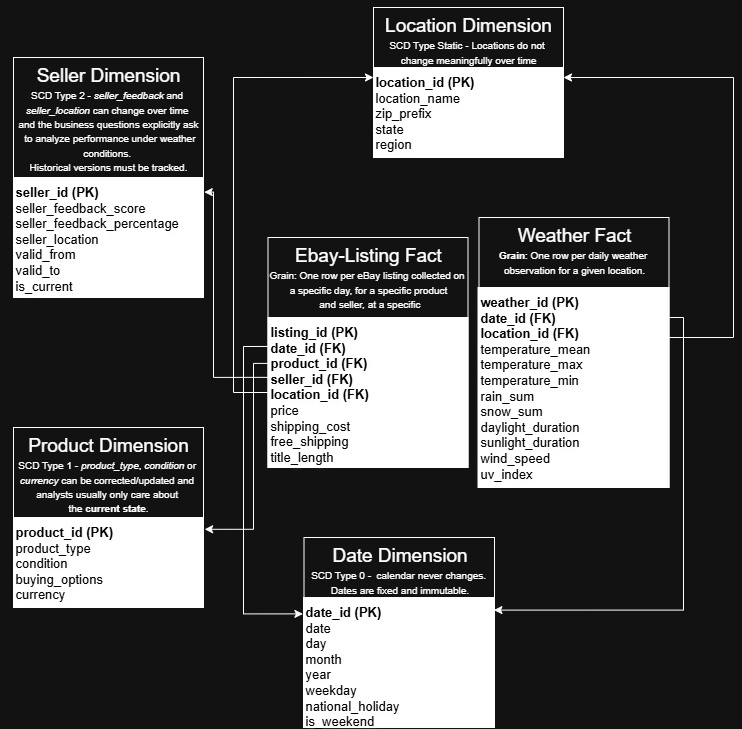 Location Dimension
SCD Type Static - Locations do not
change meaningfully over time
location_id (PK)
location_name
zip_prefix
state
region
Seller Dimension
SCD Type 2 - seller_feedback and
seller_location can change over time
and the business questions explicitly ask
to analyze performance under weather
conditions.
Historical versions must be tracked.
seller_id (PK)
seller_feedback_score
seller_feedback_percentage
seller_location
valid_from
valid_to
is_current
Ebay-Listing Fact
Grain: One row per eBay listing collected on
a specific day, for a specific product
and seller, at a specific
listing_id (PK)
date_id (FK)
product_id (FK)
seller_id (FK)
location_id (FK)
price
shipping_cost
free_shipping
title_length
Weather Fact
Grain: One row per daily weather
observation for a given location.
weather_id (PK)
date_id (FK)
location_id (FK)
temperature_mean
temperature_max
temperature_min
rain_sum
snow_sum
daylight_duration
sunlight_duration
wind_speed
uv_index
Product Dimension
SCD Type 1 - product_type, condition or
currency can be corrected/updated and
analysts usually only care about
the current state.
product_id (PK)
product_type
condition
buying_options
currency
Date Dimension
SCD Type 0 - calendar never changes.
Dates are fixed and immutable.
date_id (PK)
date
day
month
year
weekday
national_holiday
is_weekend